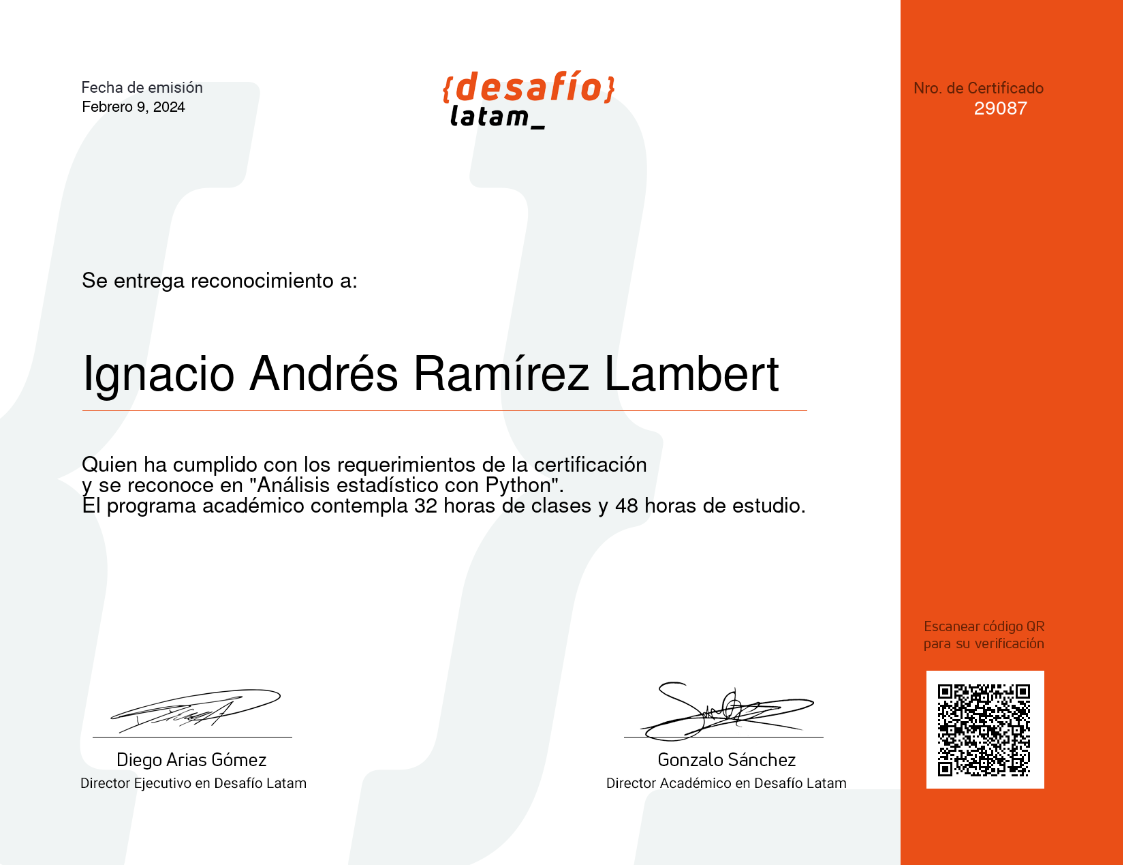 Fecha de emisión
Febrero 9, 2024
{desafío}
latam_
Nro. de Certificado
29087
Se entrega reconocimiento a:
Ignacio Andrés Ramírez Lambert
Quien ha cumplido con los requerimientos de la certificación
y se reconoce en "Análisis estadístico con Python".
El programa académico contempla 32 horas de clases y 48 horas de estudio.
Escanear código QR
para su verificación
Diego Arias Gómez
Director Ejecutivo en Desafío Latam
Gonzalo Sánchez
Director Académico en Desafío Latam